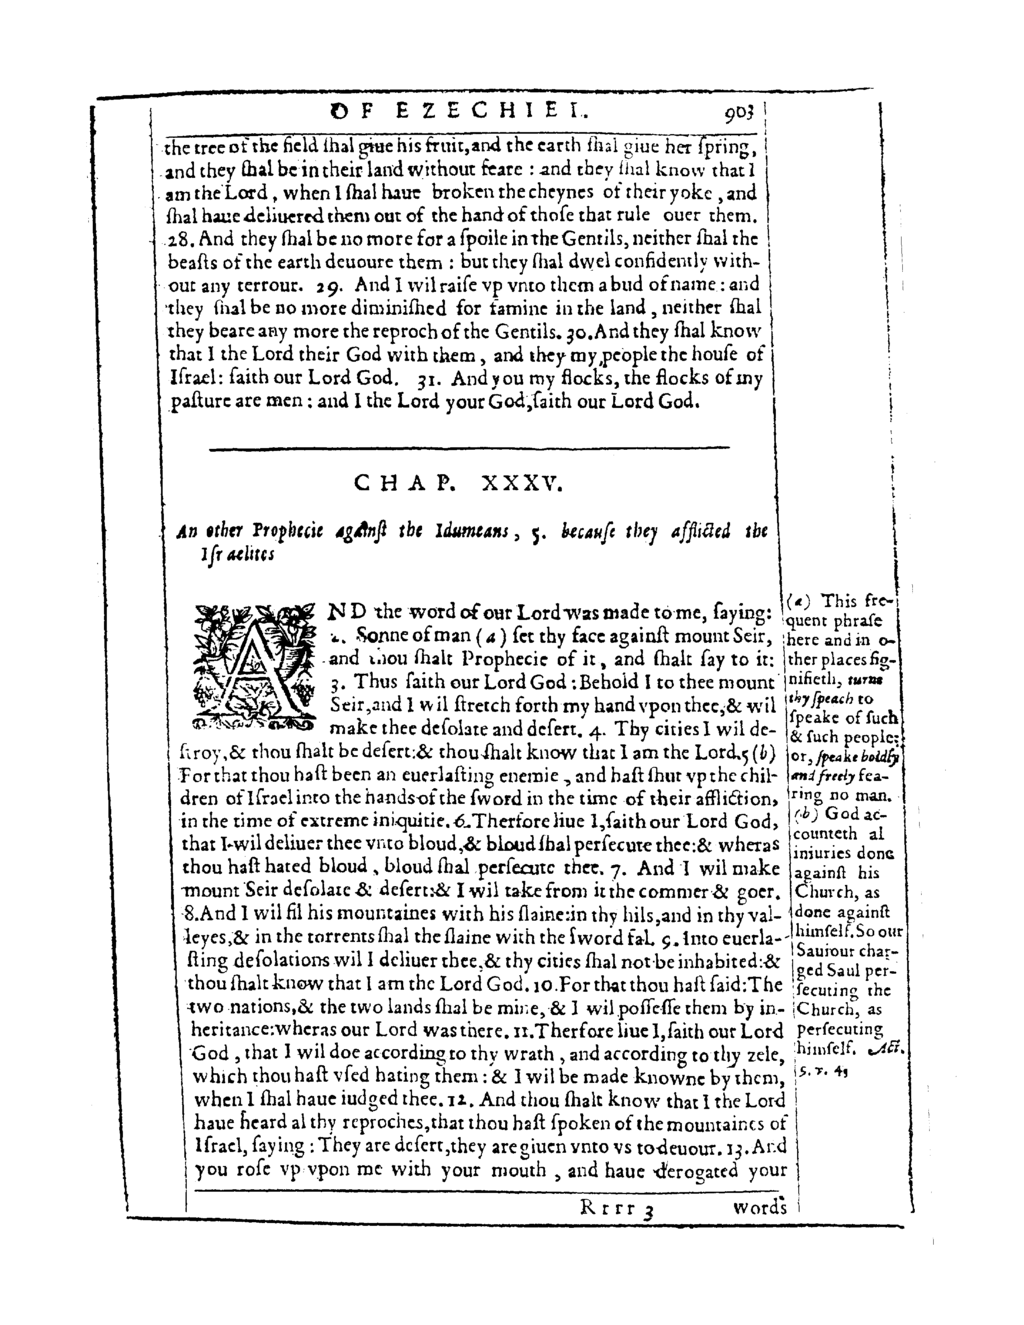 OF EZECHIEL. 903
the tree of the field ſhal giue his fruit, and the earth ſhal giue her ſpring,
and they ſhal be in their land without feare : and they ſhal know that I
am the Lord, when I ſhal haue broken the cheynes of their yoke, and
ſhal haue deliuered them out of the hand of thoſe that rule ouer them.
28. And they ſhal be no more for a ſpoile in the Gentils, neither ſhal the
beaſts of the earth deuoure them : but they ſhal dwel confidently with-
out any terrour. 29. And I wil raiſe vp vnto them a bud of name : and
they ſhal be no more diminiſhed for famine in the land, neither ſhal
they beare any more the reproch of the Gentils. 30. And they ſhal know
that I the Lord their God with them, and they my people the houſe of
Iſrael: ſaith our Lord God. 31. And you my flocks, the flocks of my
paſture are men : and I the Lord your God, ſaith our Lord God.
CHAP. XXXV.
An other Prophecie againſt the Idumeans, 5. becauſe they afflicted the
Iſraelites
AND the word of our Lord was made to me, ſaying:
2. Sonne of man (a) ſet thy face againſt mount Seir,
and thou ſhalt Prophecie of it, and ſhalt ſay to it:
3. Thus ſaith our Lord God : Behold I to thee mount
Seir, and I wil ſtretch forth my hand vpon thee, & wil
make thee deſolate and deſert. 4. Thy cities I wil de-
ſtroy, & thou ſhalt be deſert: & thou ſhalt know that I am the Lord. 5 (b)
For that thou haſt been an euerlaſting enemie, and haſt ſhut vp the chil-
dren of Iſrael into the hands of the ſword in the time of their affliction,
in the time of extreme iniquitie. 6. Therfore liue I, ſaith our Lord God,
that I wil deliuer thee vnto bloud, & bloud ſhal perſecute thee: & wheras
thou haſt hated bloud, bloud ſhal perſecute thee. 7. And I wil make
mount Seir deſolate & deſert: & I wil take from it the commer & goer.
8. And I wil fil his mountaines with his ſlaine: in thy hils, and in thy val-
leyes, & in the torrents ſhal the ſlaine with the ſword fal. 9. Into euerla-
ſting deſolations wil I deliuer thee, & thy cities ſhal not be inhabited: &
thou ſhalt know that I am the Lord God. 10. For that thou haſt ſaid: The
two nations, & the two lands ſhal be mine, & I wil poſſeſſe them by in-
heritance: wheras our Lord was there. 11. Therfore liue I, ſaith our Lord
God, that I wil doe according to thy wrath, and according to thy zele,
which thou haſt vſed hating them : & I wil be made knowne by them,
when I ſhal haue iudged thee. 12. And thou ſhalt know that I the Lord
haue heard al thy reproches, that thou haſt ſpoken of the mountaines of
Iſrael, ſaying : They are deſert, they are giuen vnto vs to deuour. 13. And
you roſe vp vpon me with your mouth, and haue derogated your
(a) This fre-
quent phraſe
here and in o-
ther places ſig-
nifieth, turne
thy ſpeach to
ſpeake of ſuch
& ſuch people:
or, ſpeake boldly
and freely fea-
ring no man.
(b) God ac-
counteth al
iniuries done
againſt his
Church, as
done againſt
himſelf. So our
Sauiour char-
ged Saul per-
ſecuting the
Church, as
perſecuting
himſelf. Act.
Rrrr 3 words